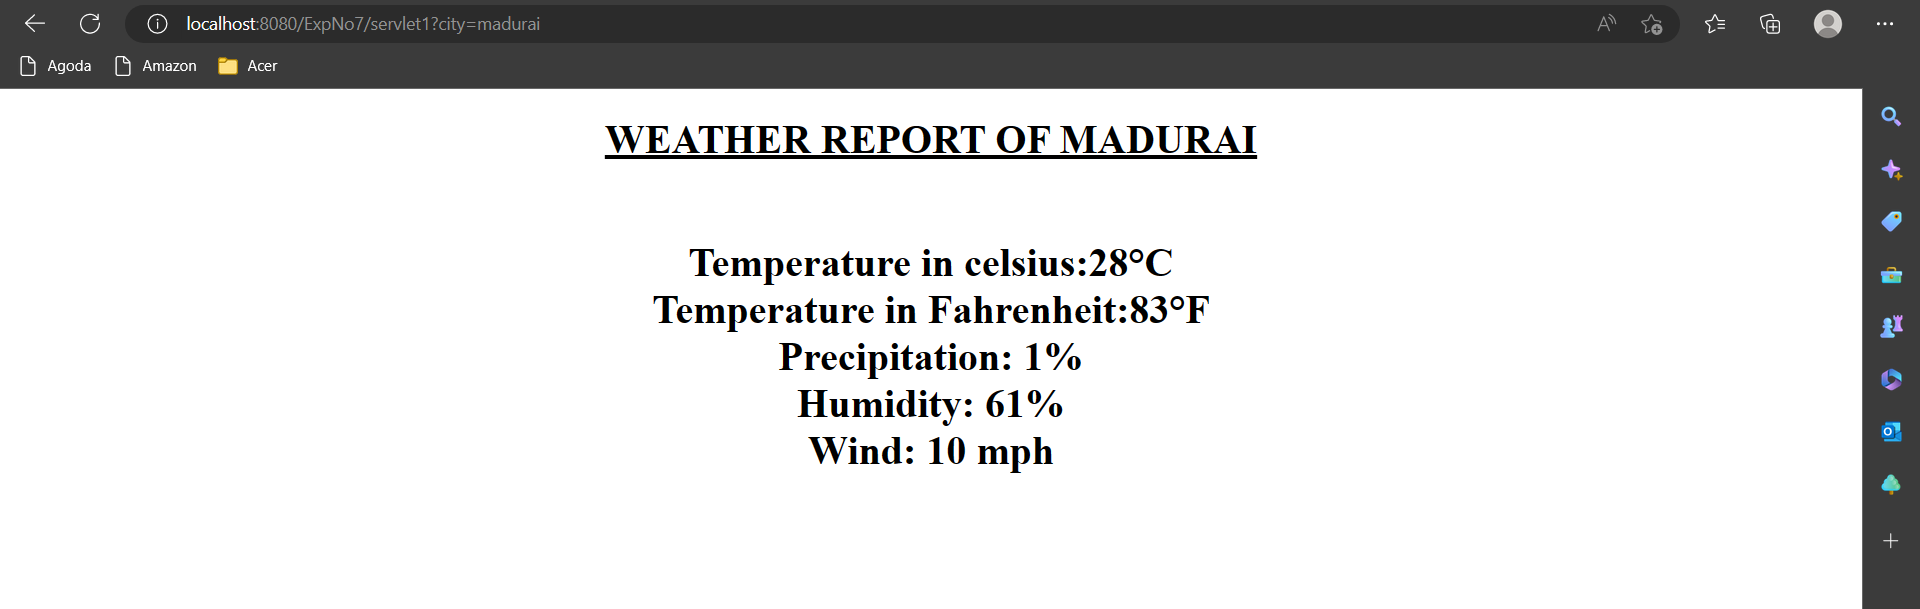 localhost:8080/ExpNo7/servlet1?city=madurai
Agoda Amazon Acer
WEATHER REPORT OF MADURAI
Temperature in celsius:28°C
Temperature in Fahrenheit:83°F
Precipitation: 1%
Humidity: 61%
Wind: 10 mph